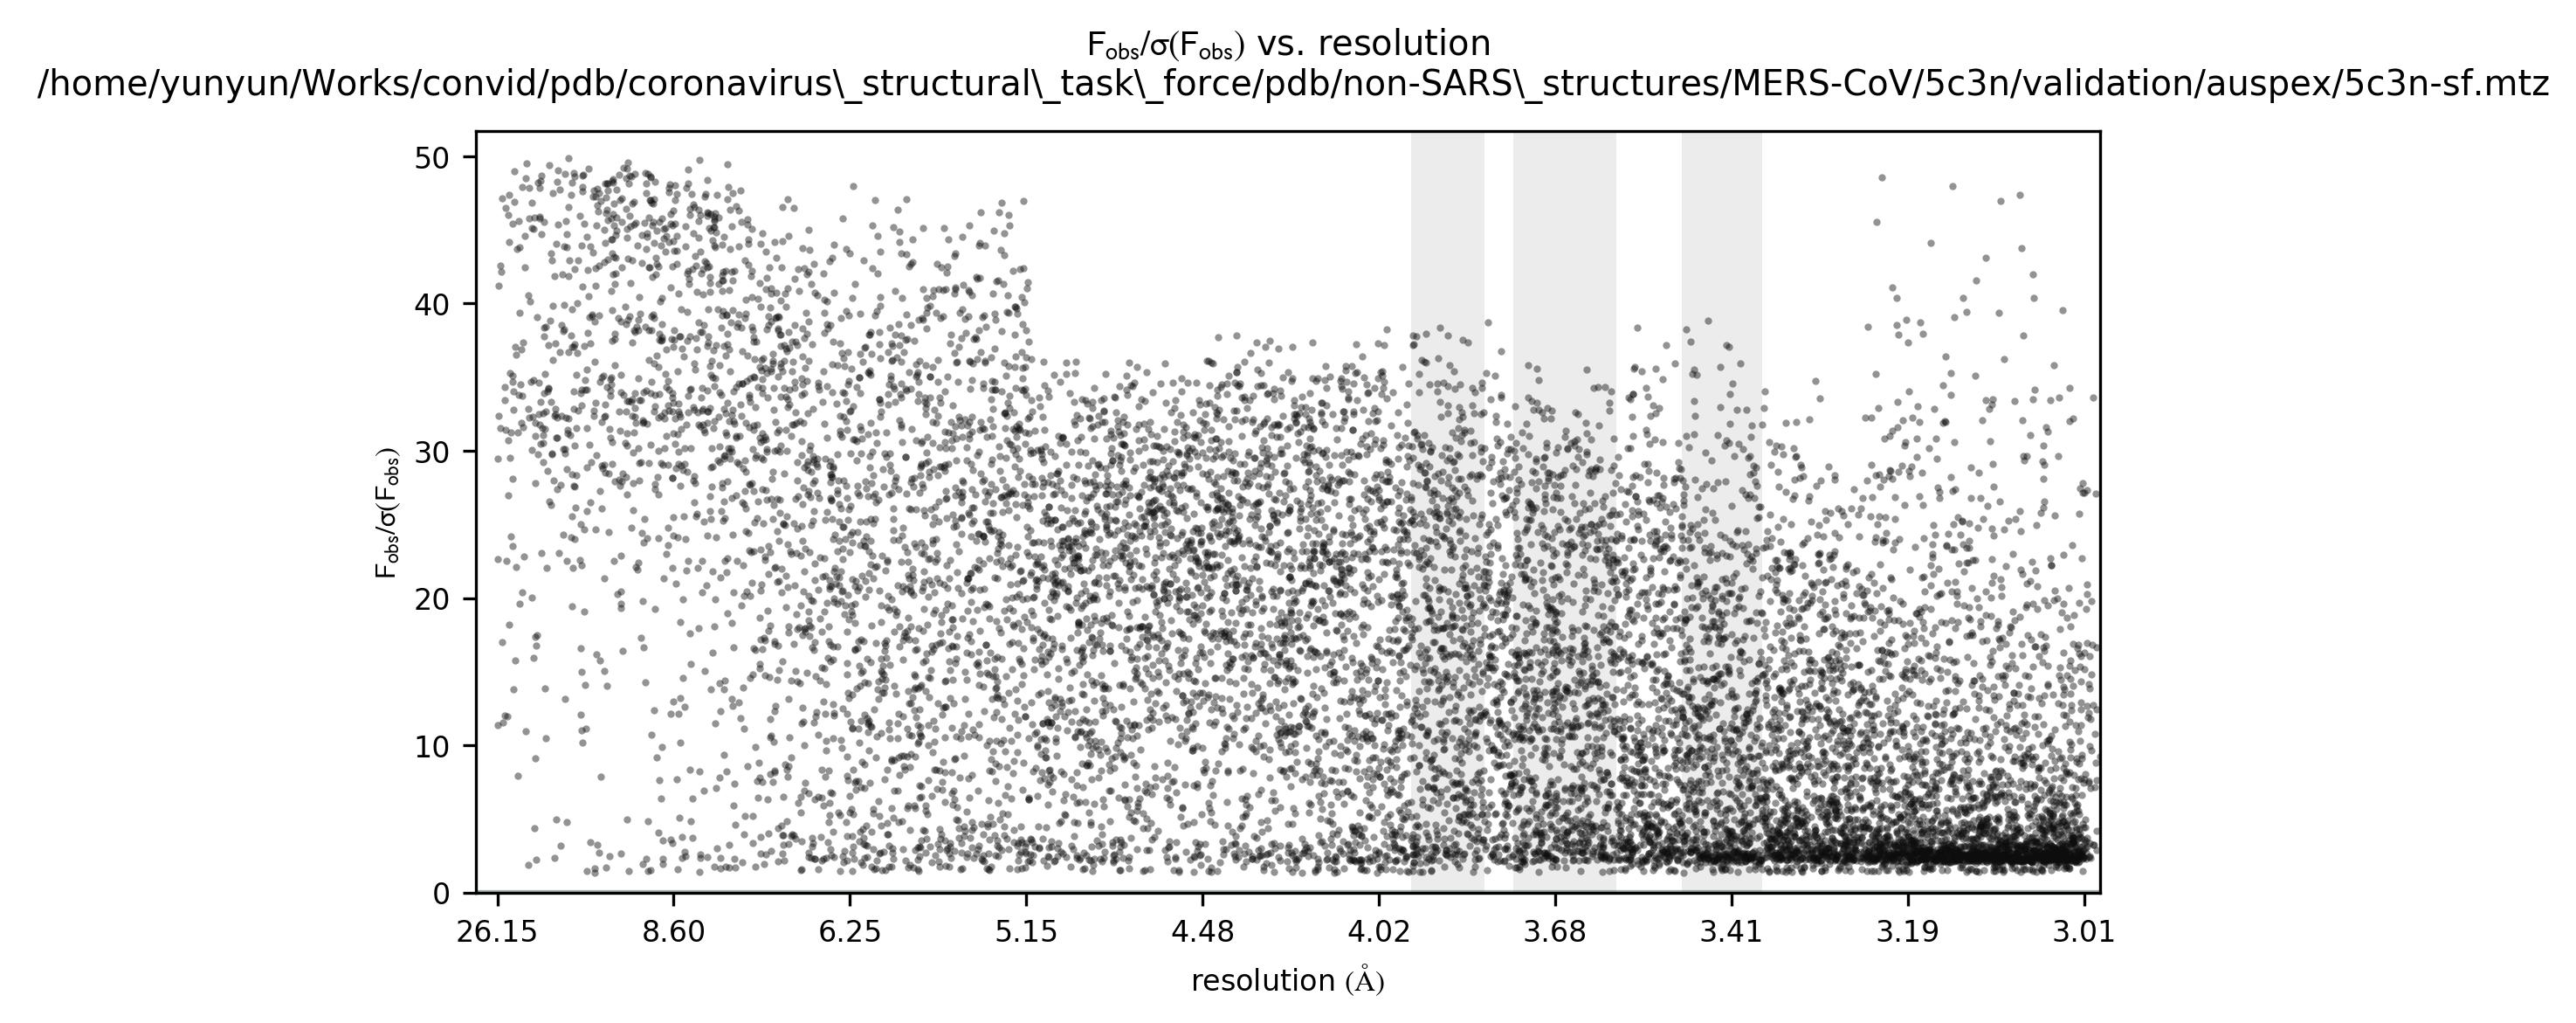 Fobs/σ(Fobs) vs. resolution
/home/yunyun/Works/convid/pdb/coronavirus\_structural\_task\_force/pdb/non-SARS\_structures/MERS-CoV/5c3n/validation/auspex/5c3n-sf.mtz
50
40
30
20
10
0
Fobs/σ(Fobs)
26.15 8.60 6.25 5.15 4.48 4.02 3.68 3.41 3.19 3.01
resolution (Å)